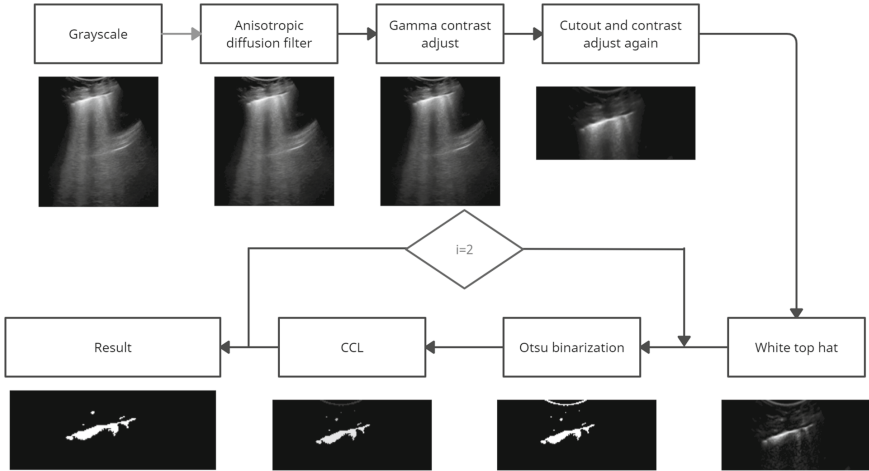 Grayscale
Anisotropic
diffusion filter
Gamma contrast
adjust
Cutout and contrast
adjust again
i=2
Result
CCL
Otsu binarization
White top hat